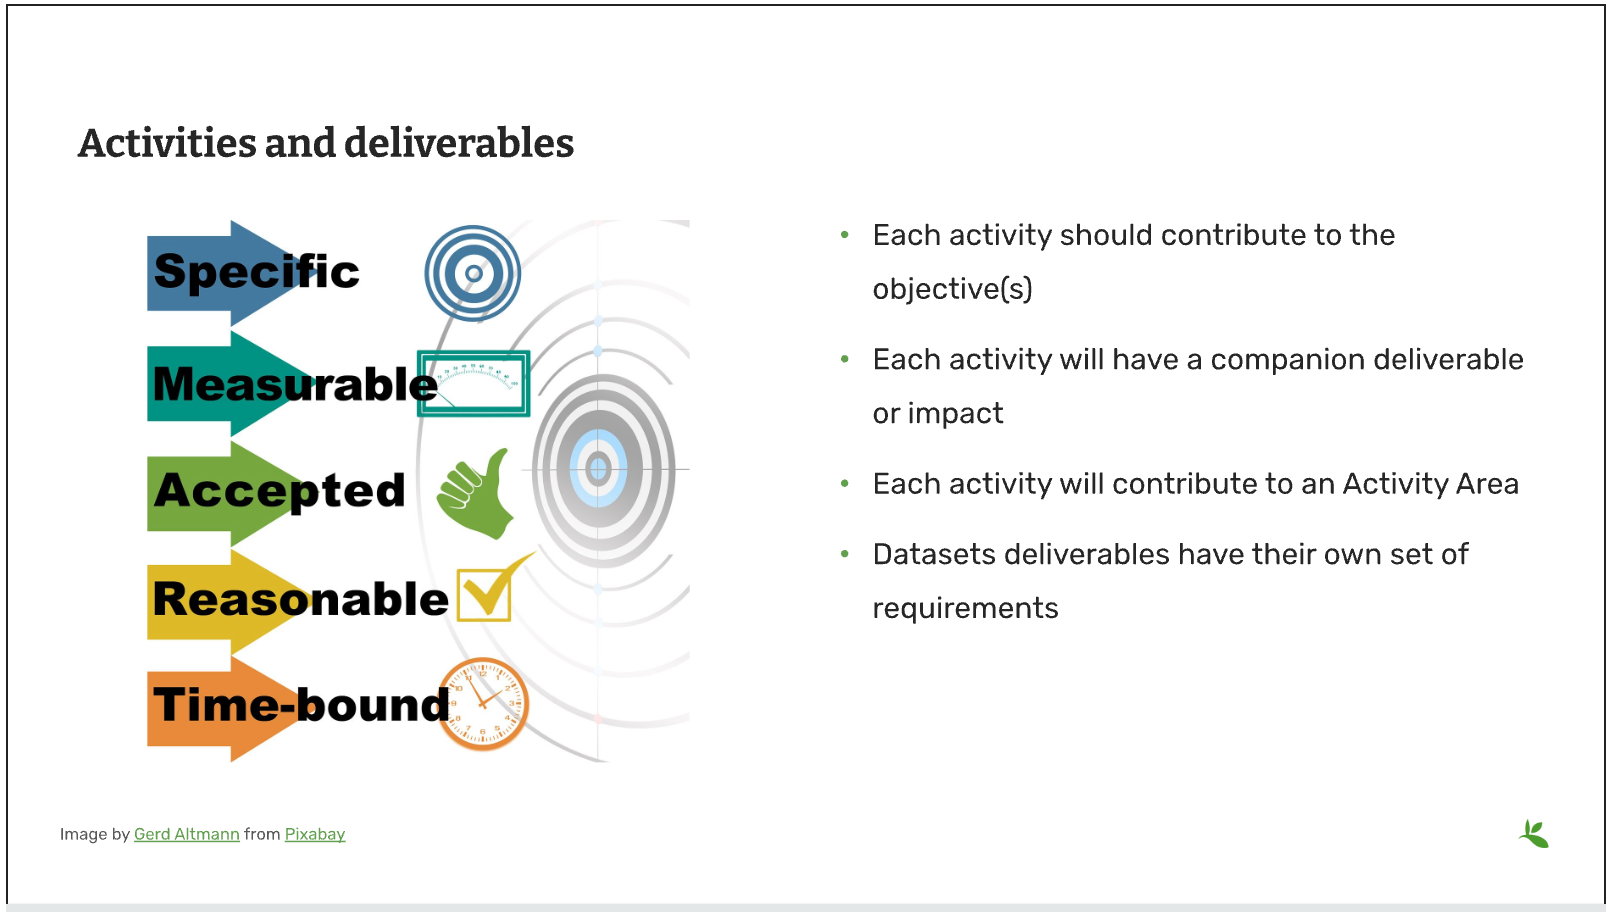 Activities and deliverables
Specific
Measurable
Accepted
Reasonable
Time-bound
• Each activity should contribute to the
objective(s)
• Each activity will have a companion deliverable
or impact
• Each activity will contribute to an Activity Area
• Datasets deliverables have their own set of
requirements
Image by Gerd Altmann from Pixabay